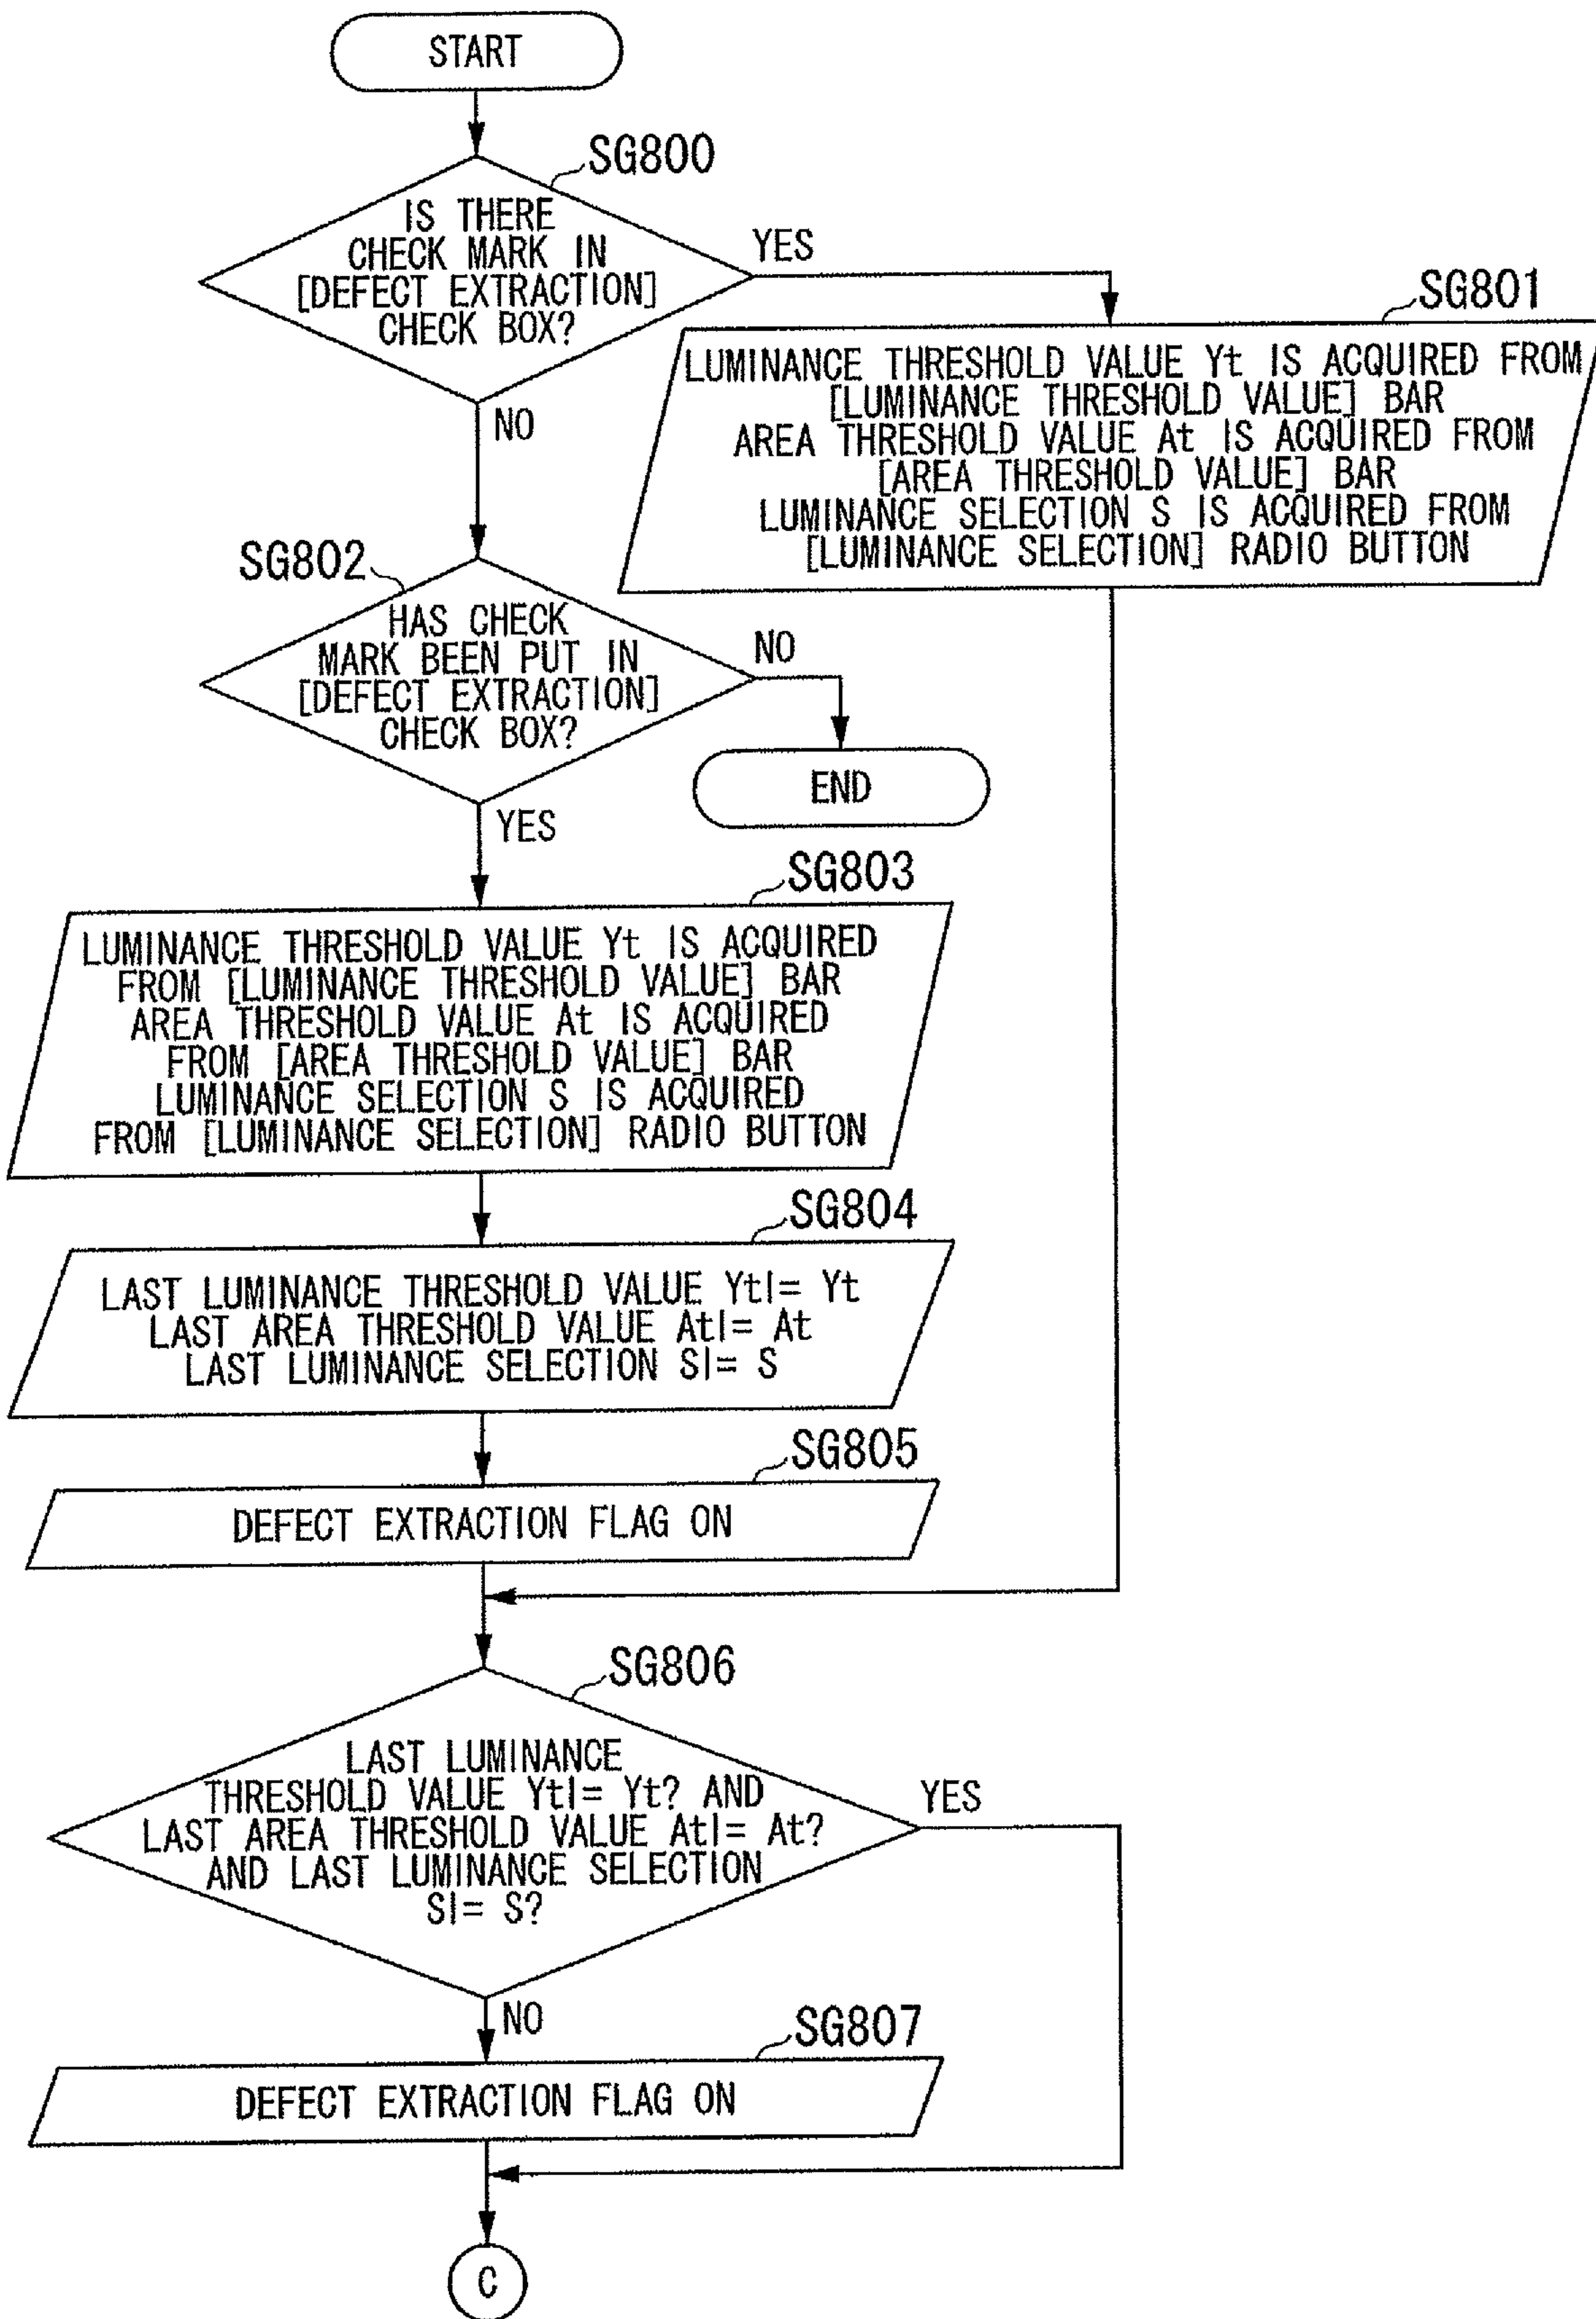 START
SG800
IS THERE
CHECK MARK IN
[DEFECT EXTRACTION]
CHECK BOX?
YES
NO
SG801
LUMINANCE THRESHOLD VALUE Yt IS ACQUIRED FROM
[LUMINANCE THRESHOLD VALUE] BAR
AREA THRESHOLD VALUE At IS ACQUIRED FROM
[AREA THRESHOLD VALUE] BAR
LUMINANCE SELECTION S IS ACQUIRED FROM
[LUMINANCE SELECTION] RADIO BUTTON
SG802
HAS CHECK
MARK BEEN PUT IN
[DEFECT EXTRACTION]
CHECK BOX?
NO
END
YES
SG803
LUMINANCE THRESHOLD VALUE Yt IS ACQUIRED
FROM [LUMINANCE THRESHOLD VALUE] BAR
AREA THRESHOLD VALUE At IS ACQUIRED
FROM [AREA THRESHOLD VALUE] BAR
LUMINANCE SELECTION S IS ACQUIRED
FROM [LUMINANCE SELECTION] RADIO BUTTON
SG804
LAST LUMINANCE THRESHOLD VALUE Ytl= Yt
LAST AREA THRESHOLD VALUE Atl= At
LAST LUMINANCE SELECTION Sl= S
SG805
DEFECT EXTRACTION FLAG ON
SG806
LAST LUMINANCE
THRESHOLD VALUE Ytl= Yt? AND
LAST AREA THRESHOLD VALUE Atl= At?
AND LAST LUMINANCE SELECTION
Sl= S?
YES
NO
SG807
DEFECT EXTRACTION FLAG ON
C